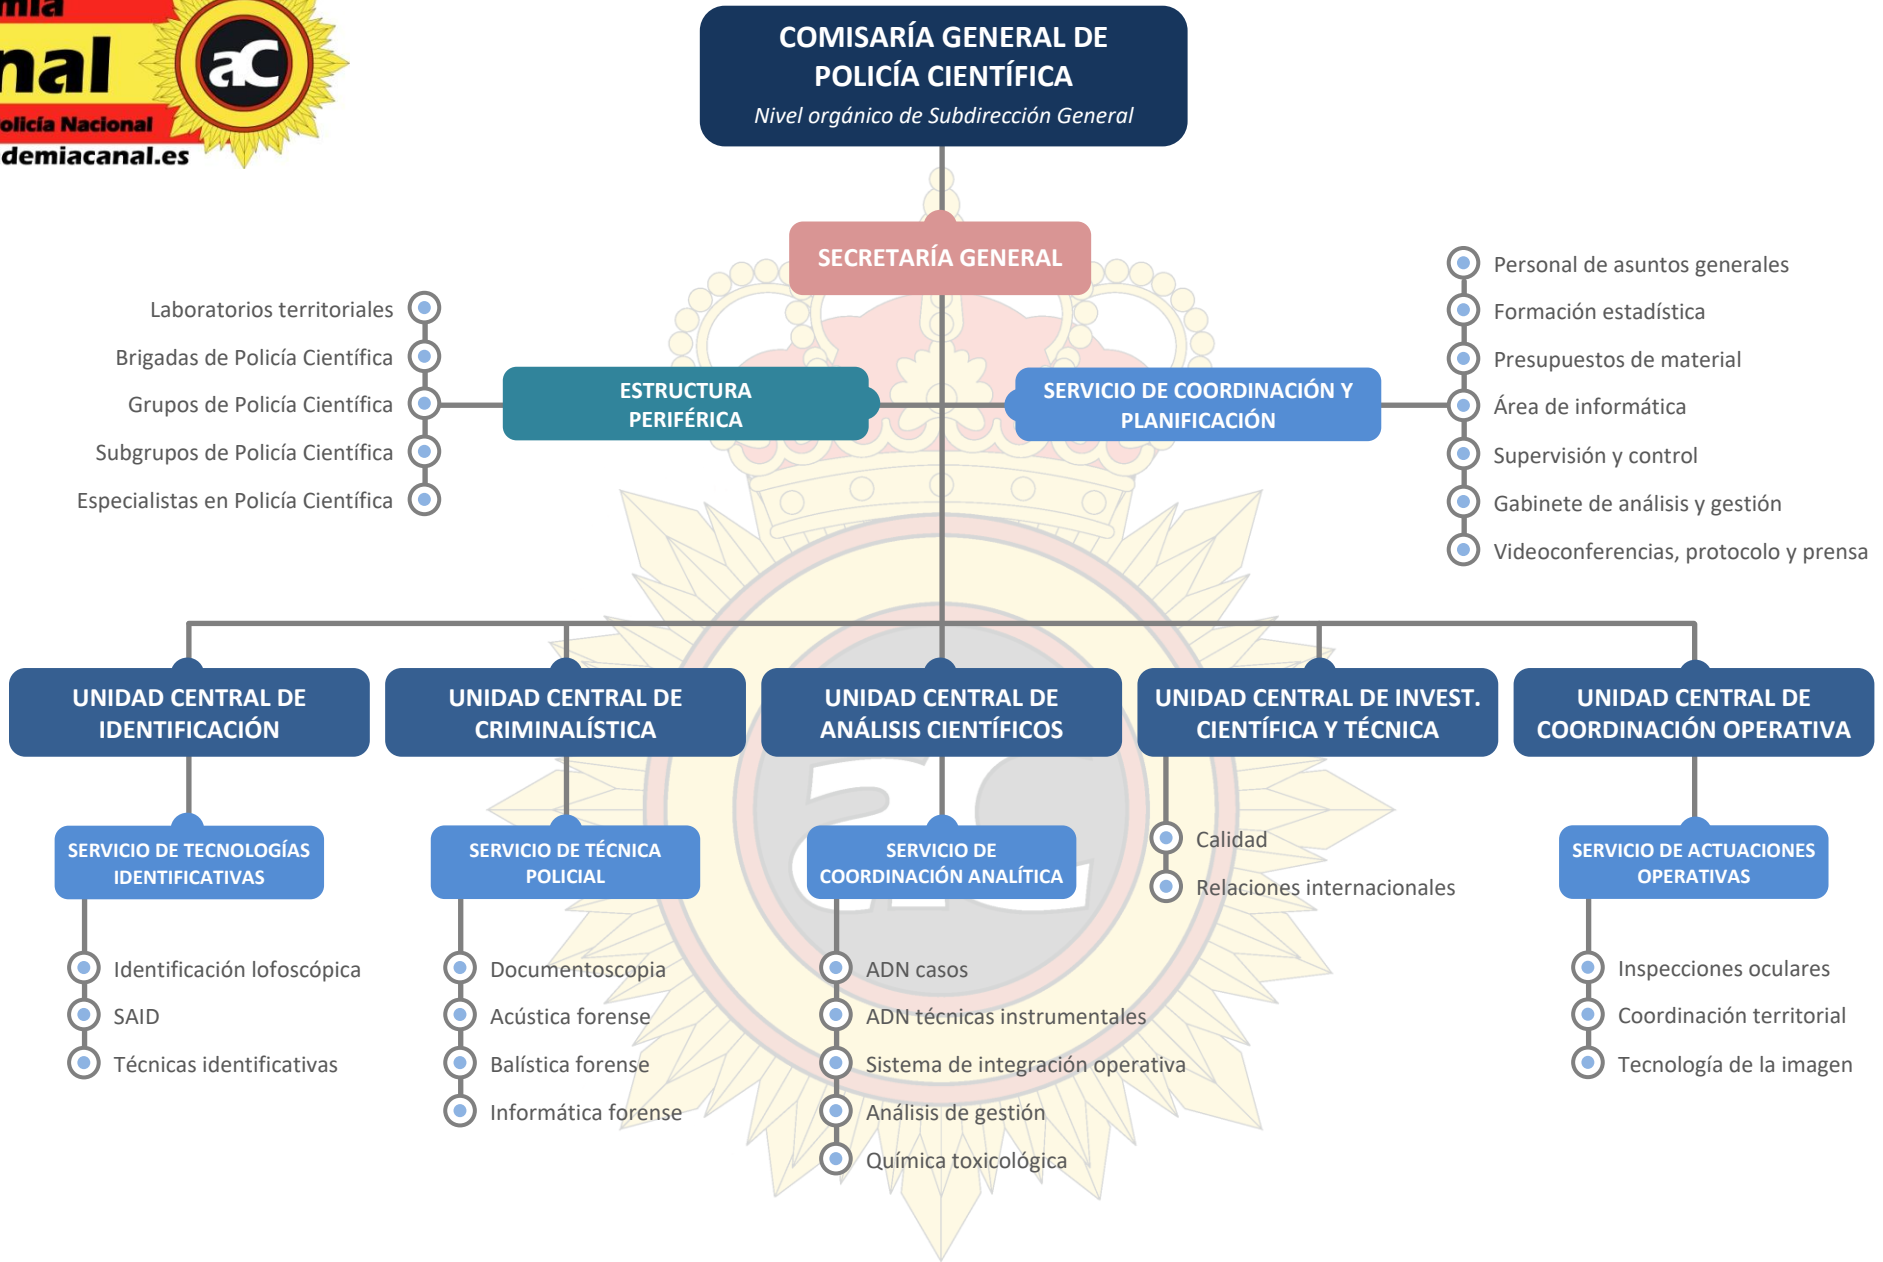 mia
nal
aC
olicía Nacional
demiacanal.es
COMISARÍA GENERAL DE
POLICÍA CIENTÍFICA
Nivel orgánico de Subdirección General
SECRETARÍA GENERAL
Laboratorios territoriales
Brigadas de Policía Científica
Grupos de Policía Científica
Subgrupos de Policía Científica
Especialistas en Policía Científica
ESTRUCTURA
PERIFÉRICA
SERVICIO DE COORDINACIÓN Y
PLANIFICACIÓN
Personal de asuntos generales
Formación estadística
Presupuestos de material
Área de informática
Supervisión y control
Gabinete de análisis y gestión
Videoconferencias, protocolo y prensa
UNIDAD CENTRAL DE
IDENTIFICACIÓN
SERVICIO DE TECNOLOGÍAS
IDENTIFICATIVAS
Identificación lofoscópica
SAID
Técnicas identificativas
UNIDAD CENTRAL DE
CRIMINALÍSTICA
SERVICIO DE TÉCNICA
POLICIAL
Documentoscopia
Acústica forense
Balística forense
Informática forense
UNIDAD CENTRAL DE
ANÁLISIS CIENTÍFICOS
SERVICIO DE
COORDINACIÓN ANALÍTICA
ADN casos
ADN técnicas instrumentales
Sistema de integración operativa
Análisis de gestión
Química toxicológica
UNIDAD CENTRAL DE INVEST.
CIENTÍFICA Y TÉCNICA
Calidad
Relaciones internacionales
UNIDAD CENTRAL DE
COORDINACIÓN OPERATIVA
SERVICIO DE ACTUACIONES
OPERATIVAS
Inspecciones oculares
Coordinación territorial
Tecnología de la imagen
aC